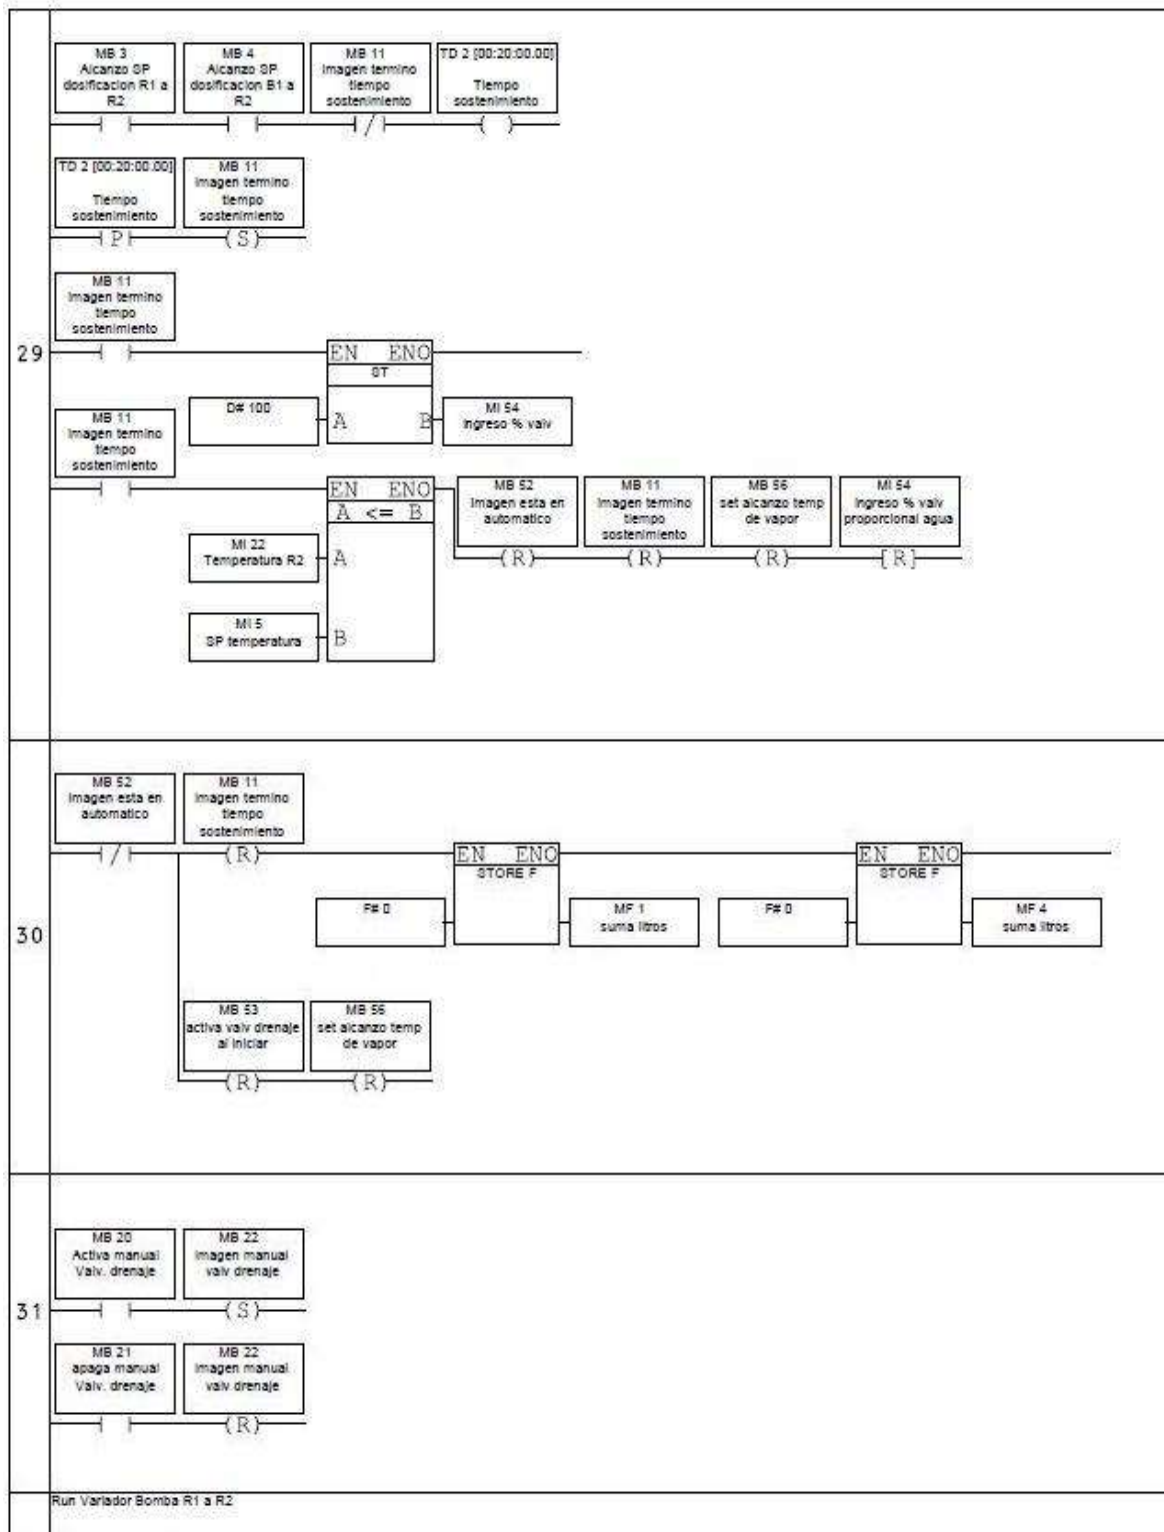 MB 3
Alcanzo SP
dosificacion R1 a
R2
MB 4
Alcanzo SP
dosificacion B1 a
R2
MB 11
Imagen termino
tiempo
sostenimiento
TD 2 [00:20:00.00]
Tiempo
sostenimiento
TD 2 [00:20:00.00]
Tiempo
sostenimiento
P
MB 11
Imagen termino
tiempo
sostenimiento
(S)
29
MB 11
Imagen termino
tiempo
sostenimiento
EN ENO
ST
D# 100
A B
MI 54
Ingreso % valv
MB 11
Imagen termino
tiempo
sostenimiento
EN ENO
A <= B
MI 22
Temperatura R2
A
MI 5
SP temperatura
B
MB 52
Imagen esta en
automatico
(R)
MB 11
Imagen termino
tiempo
sostenimiento
(R)
MB 56
set alcanzo temp
de vapor
(R)
MI 54
Ingreso % valv
proporcional agua
[R]
30
MB 52
Imagen esta en
automatico
MB 11
Imagen termino
tiempo
sostenimiento
(R)
EN ENO
STORE F
F# 0
MF 1
suma litros
EN ENO
STORE F
F# 0
MF 4
suma litros
MB 53
activa valv drenaje
al iniciar
(R)
MB 56
set alcanzo temp
de vapor
(R)
31
MB 20
Activa manual
Valv. drenaje
MB 22
Imagen manual
valv drenaje
(S)
MB 21
apaga manual
Valv. drenaje
MB 22
Imagen manual
valv drenaje
(R)
Run Variador Bomba R1 a R2